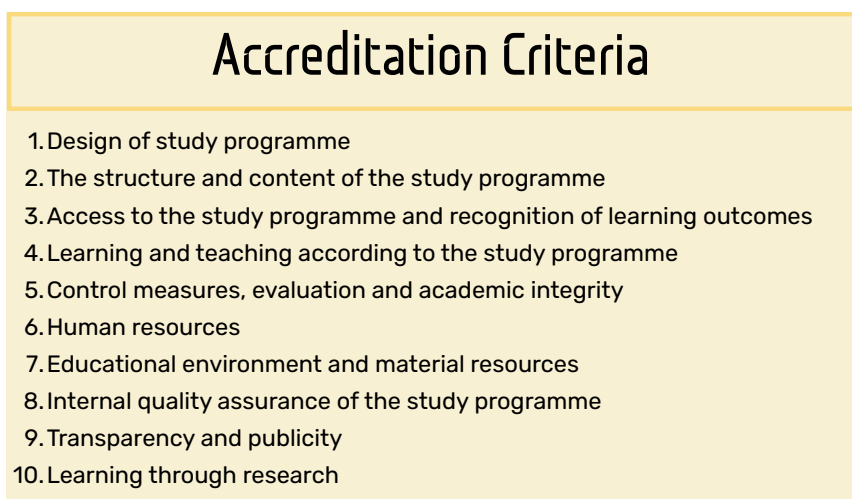 Accreditation Criteria
1. Design of study programme
2. The structure and content of the study programme
3. Access to the study programme and recognition of learning outcomes
4. Learning and teaching according to the study programme
5. Control measures, evaluation and academic integrity
6. Human resources
7. Educational environment and material resources
8. Internal quality assurance of the study programme
9. Transparency and publicity
10. Learning through research